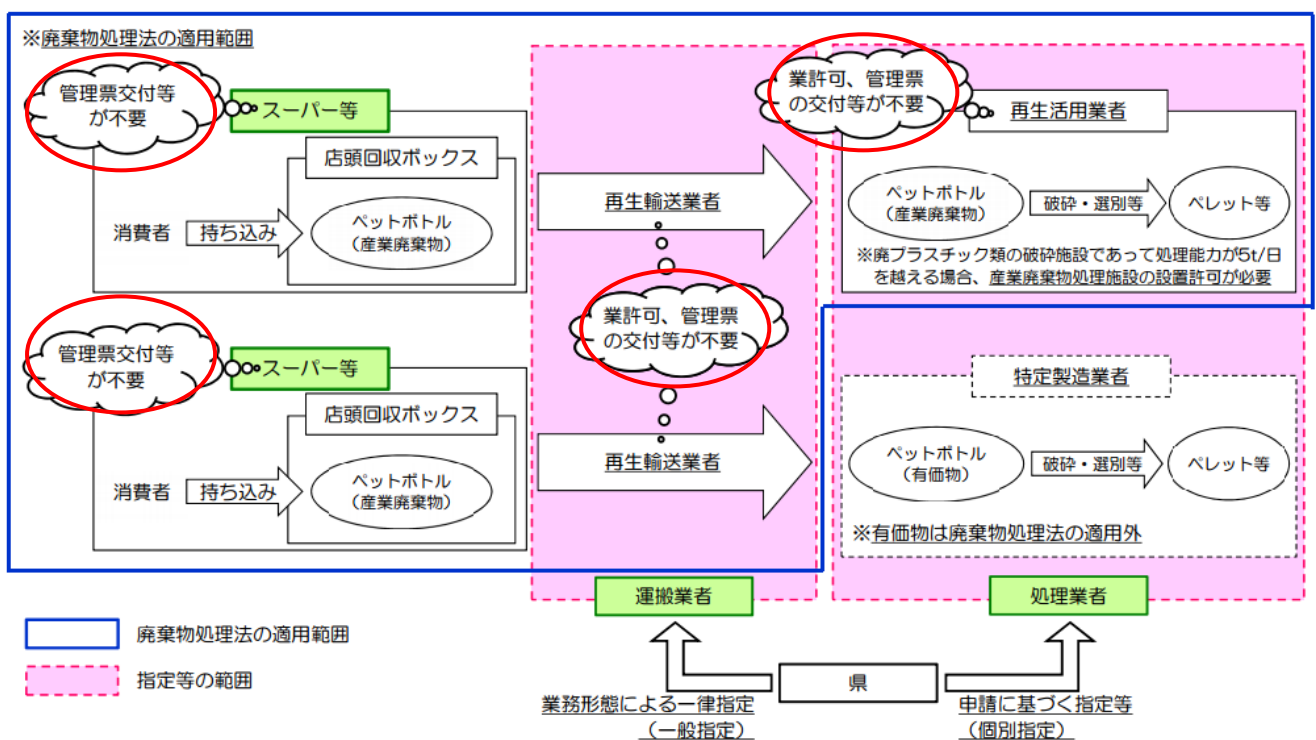 ※廃棄物処理法の適用範囲
管理票交付等
が不要
スーパー等
店頭回収ボックス
消費者
持ち込み
ペットボトル
（産業廃棄物）
再生輸送業者
業許可、管理票
の交付等が不要
再生活用業者
ペットボトル
（産業廃棄物）
破砕・選別等
ペレット等
※廃プラスチック類の破砕施設であって処理能力が5t/日
を越える場合、産業廃棄物処理施設の設置許可が必要
業許可、管理票
の交付等が不要
管理票交付等
が不要
スーパー等
店頭回収ボックス
消費者
持ち込み
ペットボトル
（産業廃棄物）
再生輸送業者
特定製造業者
ペットボトル
（有価物）
破砕・選別等
ペレット等
※有価物は廃棄物処理法の適用外
運搬業者
処理業者
廃棄物処理法の適用範囲
指定等の範囲
県
業務形態による一律指定
（一般指定）
申請に基づく指定等
（個別指定）